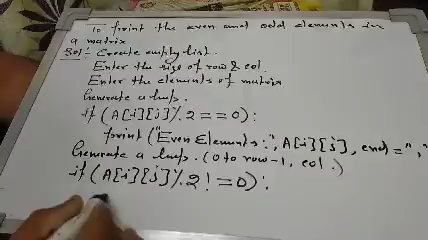 To print the even and odd elements in
a matrix
Sol:- Create empty list.
Enter the size of row & col
Enter the elements of matrix
Generate a loop.
if (A[i][j] % 2 == 0):
print ("Even Elements:", A[i][j], end = ",")
Generate a loop. (0 to row-1, col.)
if (A[i][j] % 2 != 0):